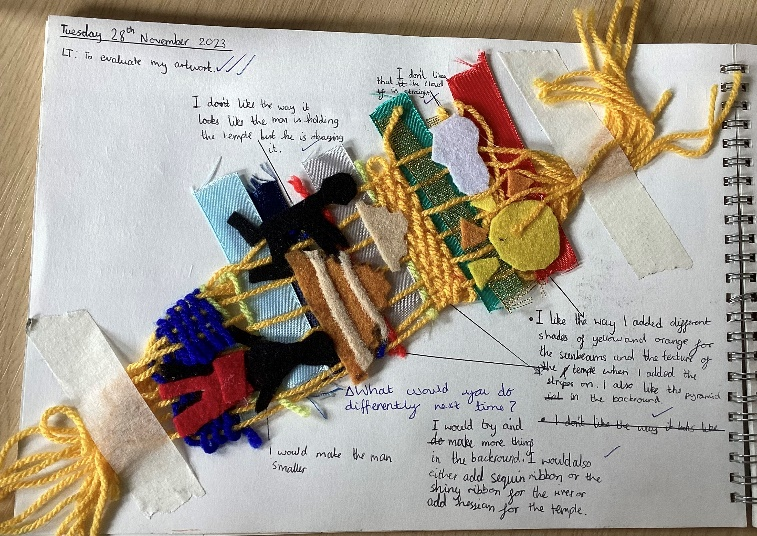 Tuesday 28th November 2023
LT: To evaluate my artwork.
I don't like
that the cloud
is straight
I don't like the way it
looks like the man is holding
the temple but he is
it.
• I like the way I added different
shades of yellow and orange for
the sunbeams and the texture of
the temple when I added the
stripes on. I also like the pyramid
in the backround
• I don't like the way it looks like
△What would you do
differently next time?
I would try and
make more things
in the backround. I would also
either add sequin ribbon or the
shiny ribbon for the river or
add hessian for the temple.
I would make the man
smaller